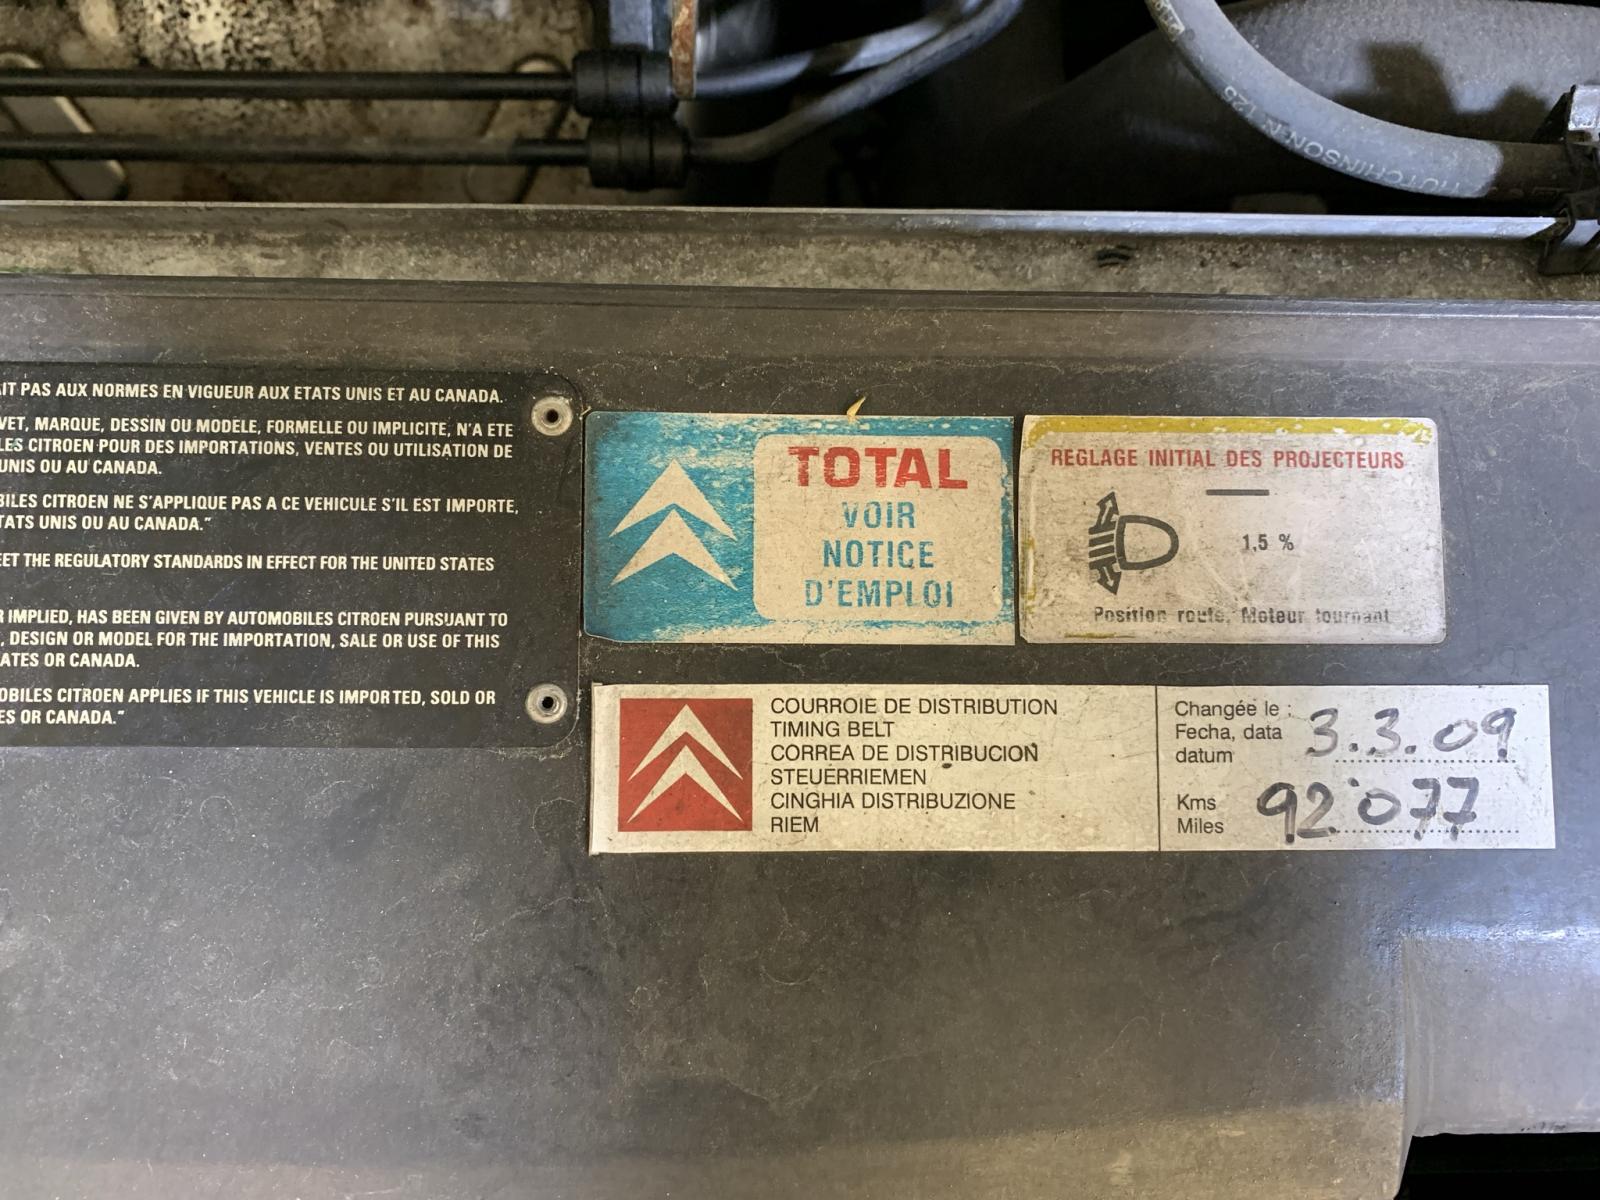 AIT PAS AUX NORMES EN VIGUEUR AUX ETATS UNIS ET AU CANADA.
VET, MARQUE, DESSIN OU MODELE, FORMELLE OU IMPLICITE, N'A ETE
LES CITROEN POUR DES IMPORTATIONS, VENTES OU UTILISATION DE
UNIS OU AU CANADA.
BILES CITROEN NE S'APPLIQUE PAS A CE VEHICULE S'IL EST IMPORTE,
TATS UNIS OU AU CANADA."
EET THE REGULATORY STANDARDS IN EFFECT FOR THE UNITED STATES
R IMPLIED, HAS BEEN GIVEN BY AUTOMOBILES CITROEN PURSUANT TO
, DESIGN OR MODEL FOR THE IMPORTATION, SALE OR USE OF THIS
ATES OR CANADA.
OBILES CITROEN APPLIES IF THIS VEHICLE IS IMPORTED, SOLD OR
ES OR CANADA."
TOTAL
VOIR
NOTICE
D'EMPLOI
REGLAGE INITIAL DES PROJECTEURS
1,5 %
Position route, Moteur tournant
COURROIE DE DISTRIBUTION
TIMING BELT
CORREA DE DISTRIBUCION
STEUERRIEMEN
CINGHIA DISTRIBUZIONE
RIEM
Changée le :
Fecha, data
datum
3.3.09
Kms
Miles
92'077
HUTCHINSON N 125